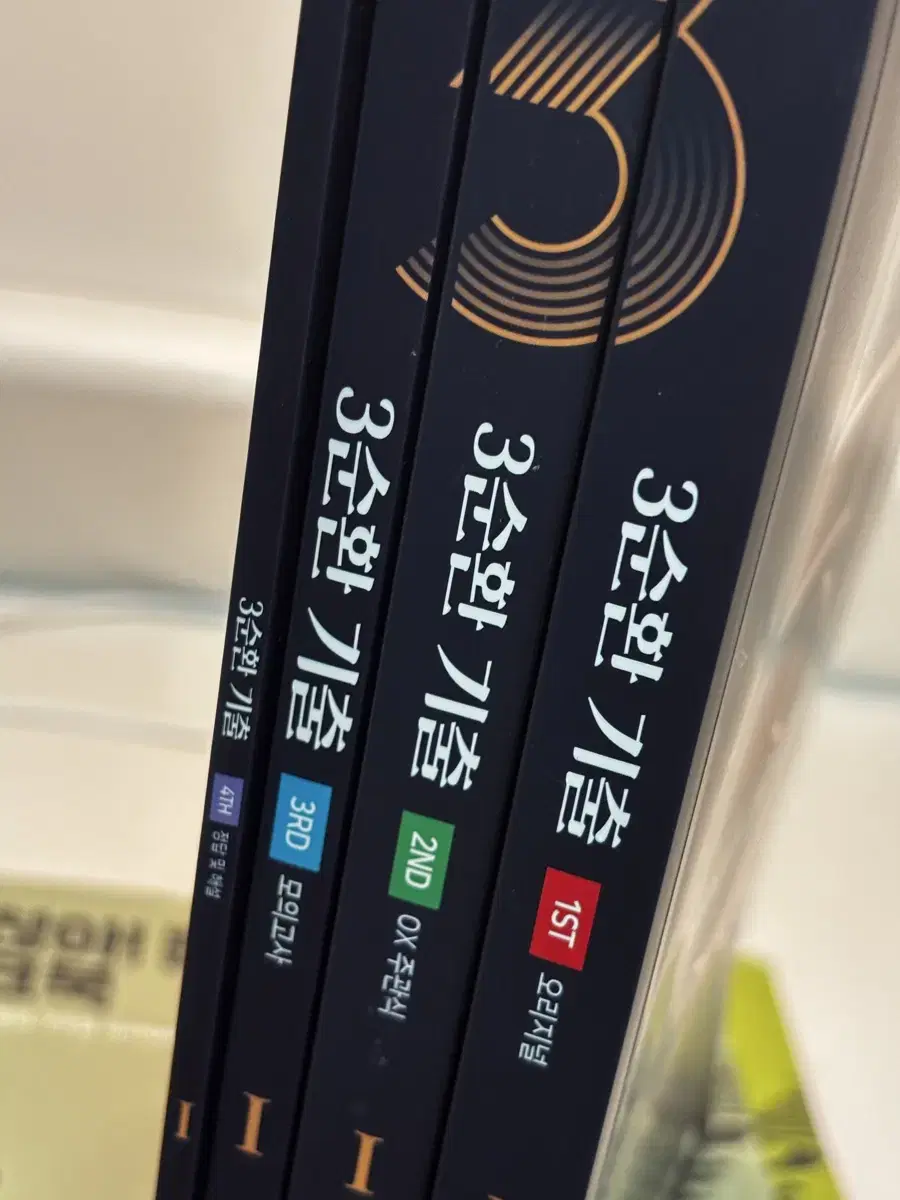 3
3순환 기출 1ST 오리지널
3순환 기출 2ND OX 주관식 I
3순환 기출 3RD 모의고사 I
3순환 기출 4TH 정답 및 해설 I